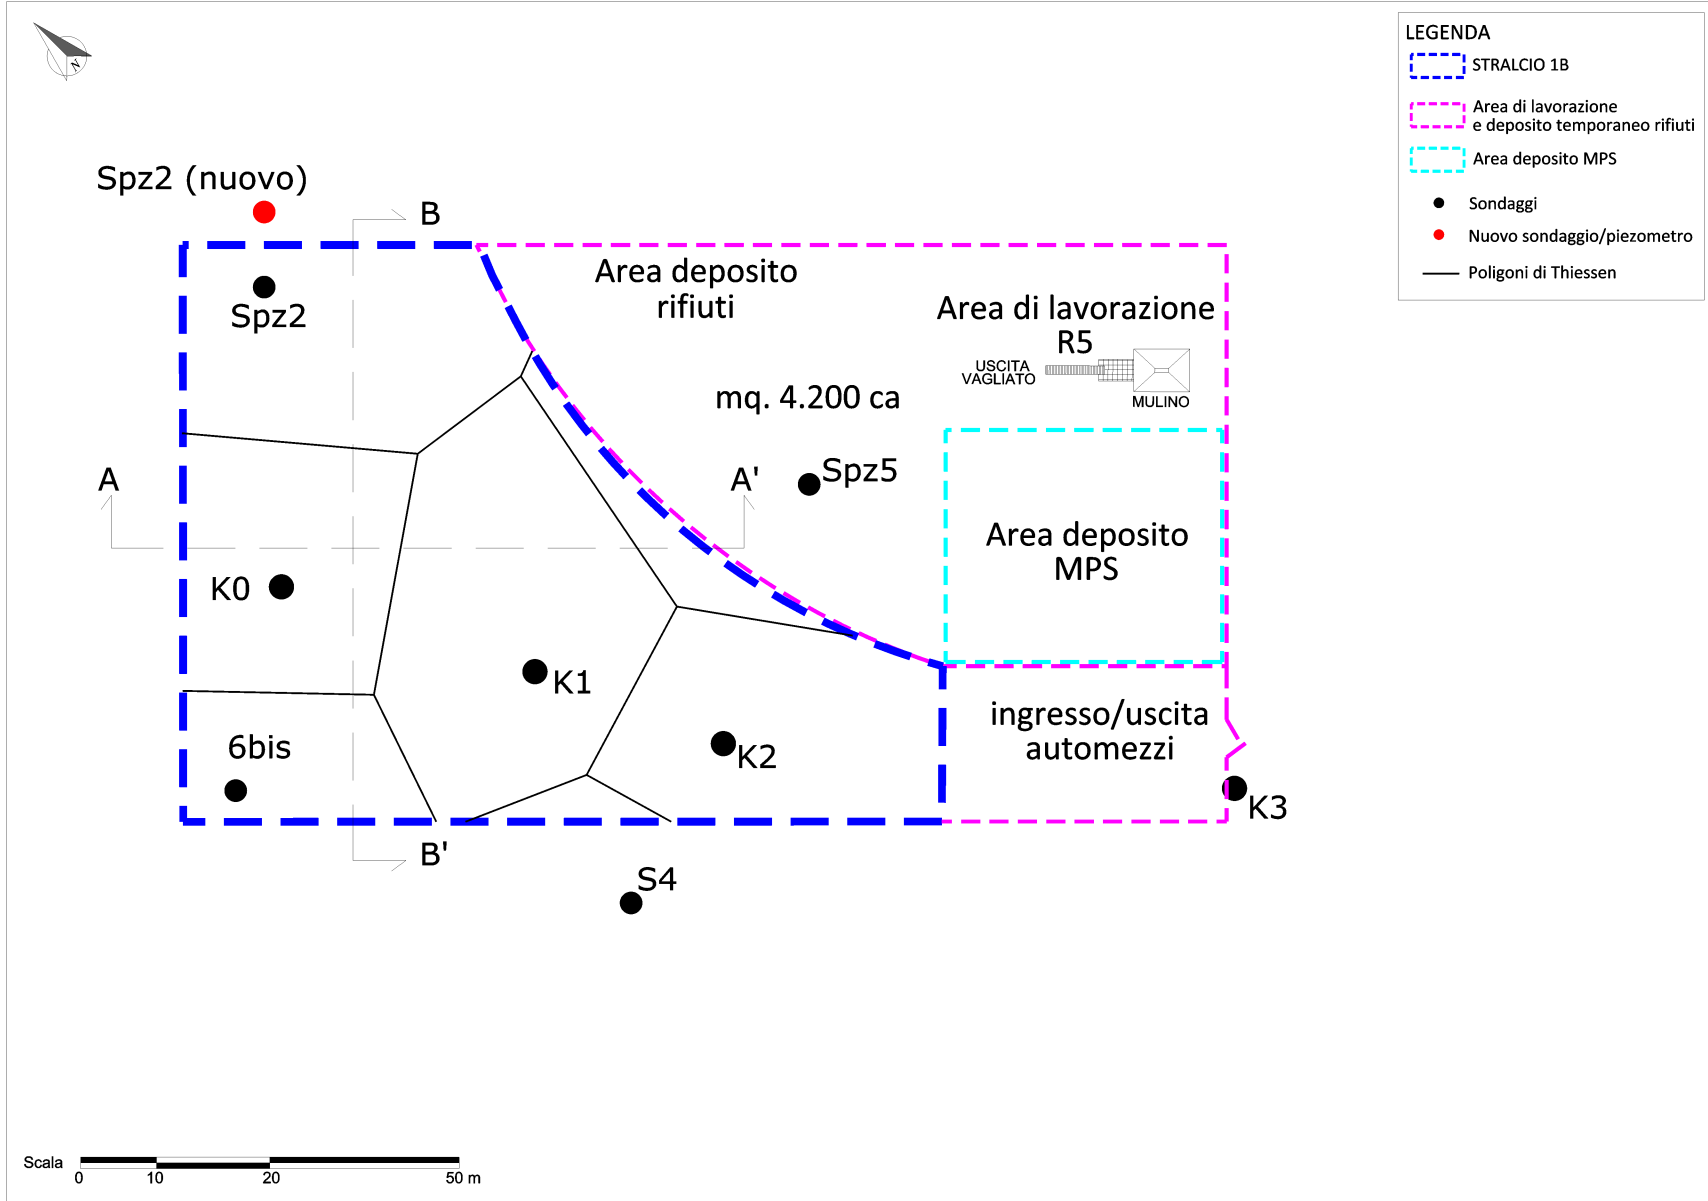 N
LEGENDA
STRALCIO 1B
Area di lavorazione
e deposito temporaneo rifiuti
Area deposito MPS
Sondaggi
Nuovo sondaggio/piezometro
Poligoni di Thiessen
Spz2 (nuovo)
B
Spz2
Area deposito
rifiuti
Area di lavorazione
R5
USCITA
VAGLIATO
MULINO
mq. 4.200 ca
A
A'
Spz5
Area deposito
MPS
K0
K1
6bis
K2
ingresso/uscita
automezzi
K3
B'
S4
Scala
0 10 20 50 m